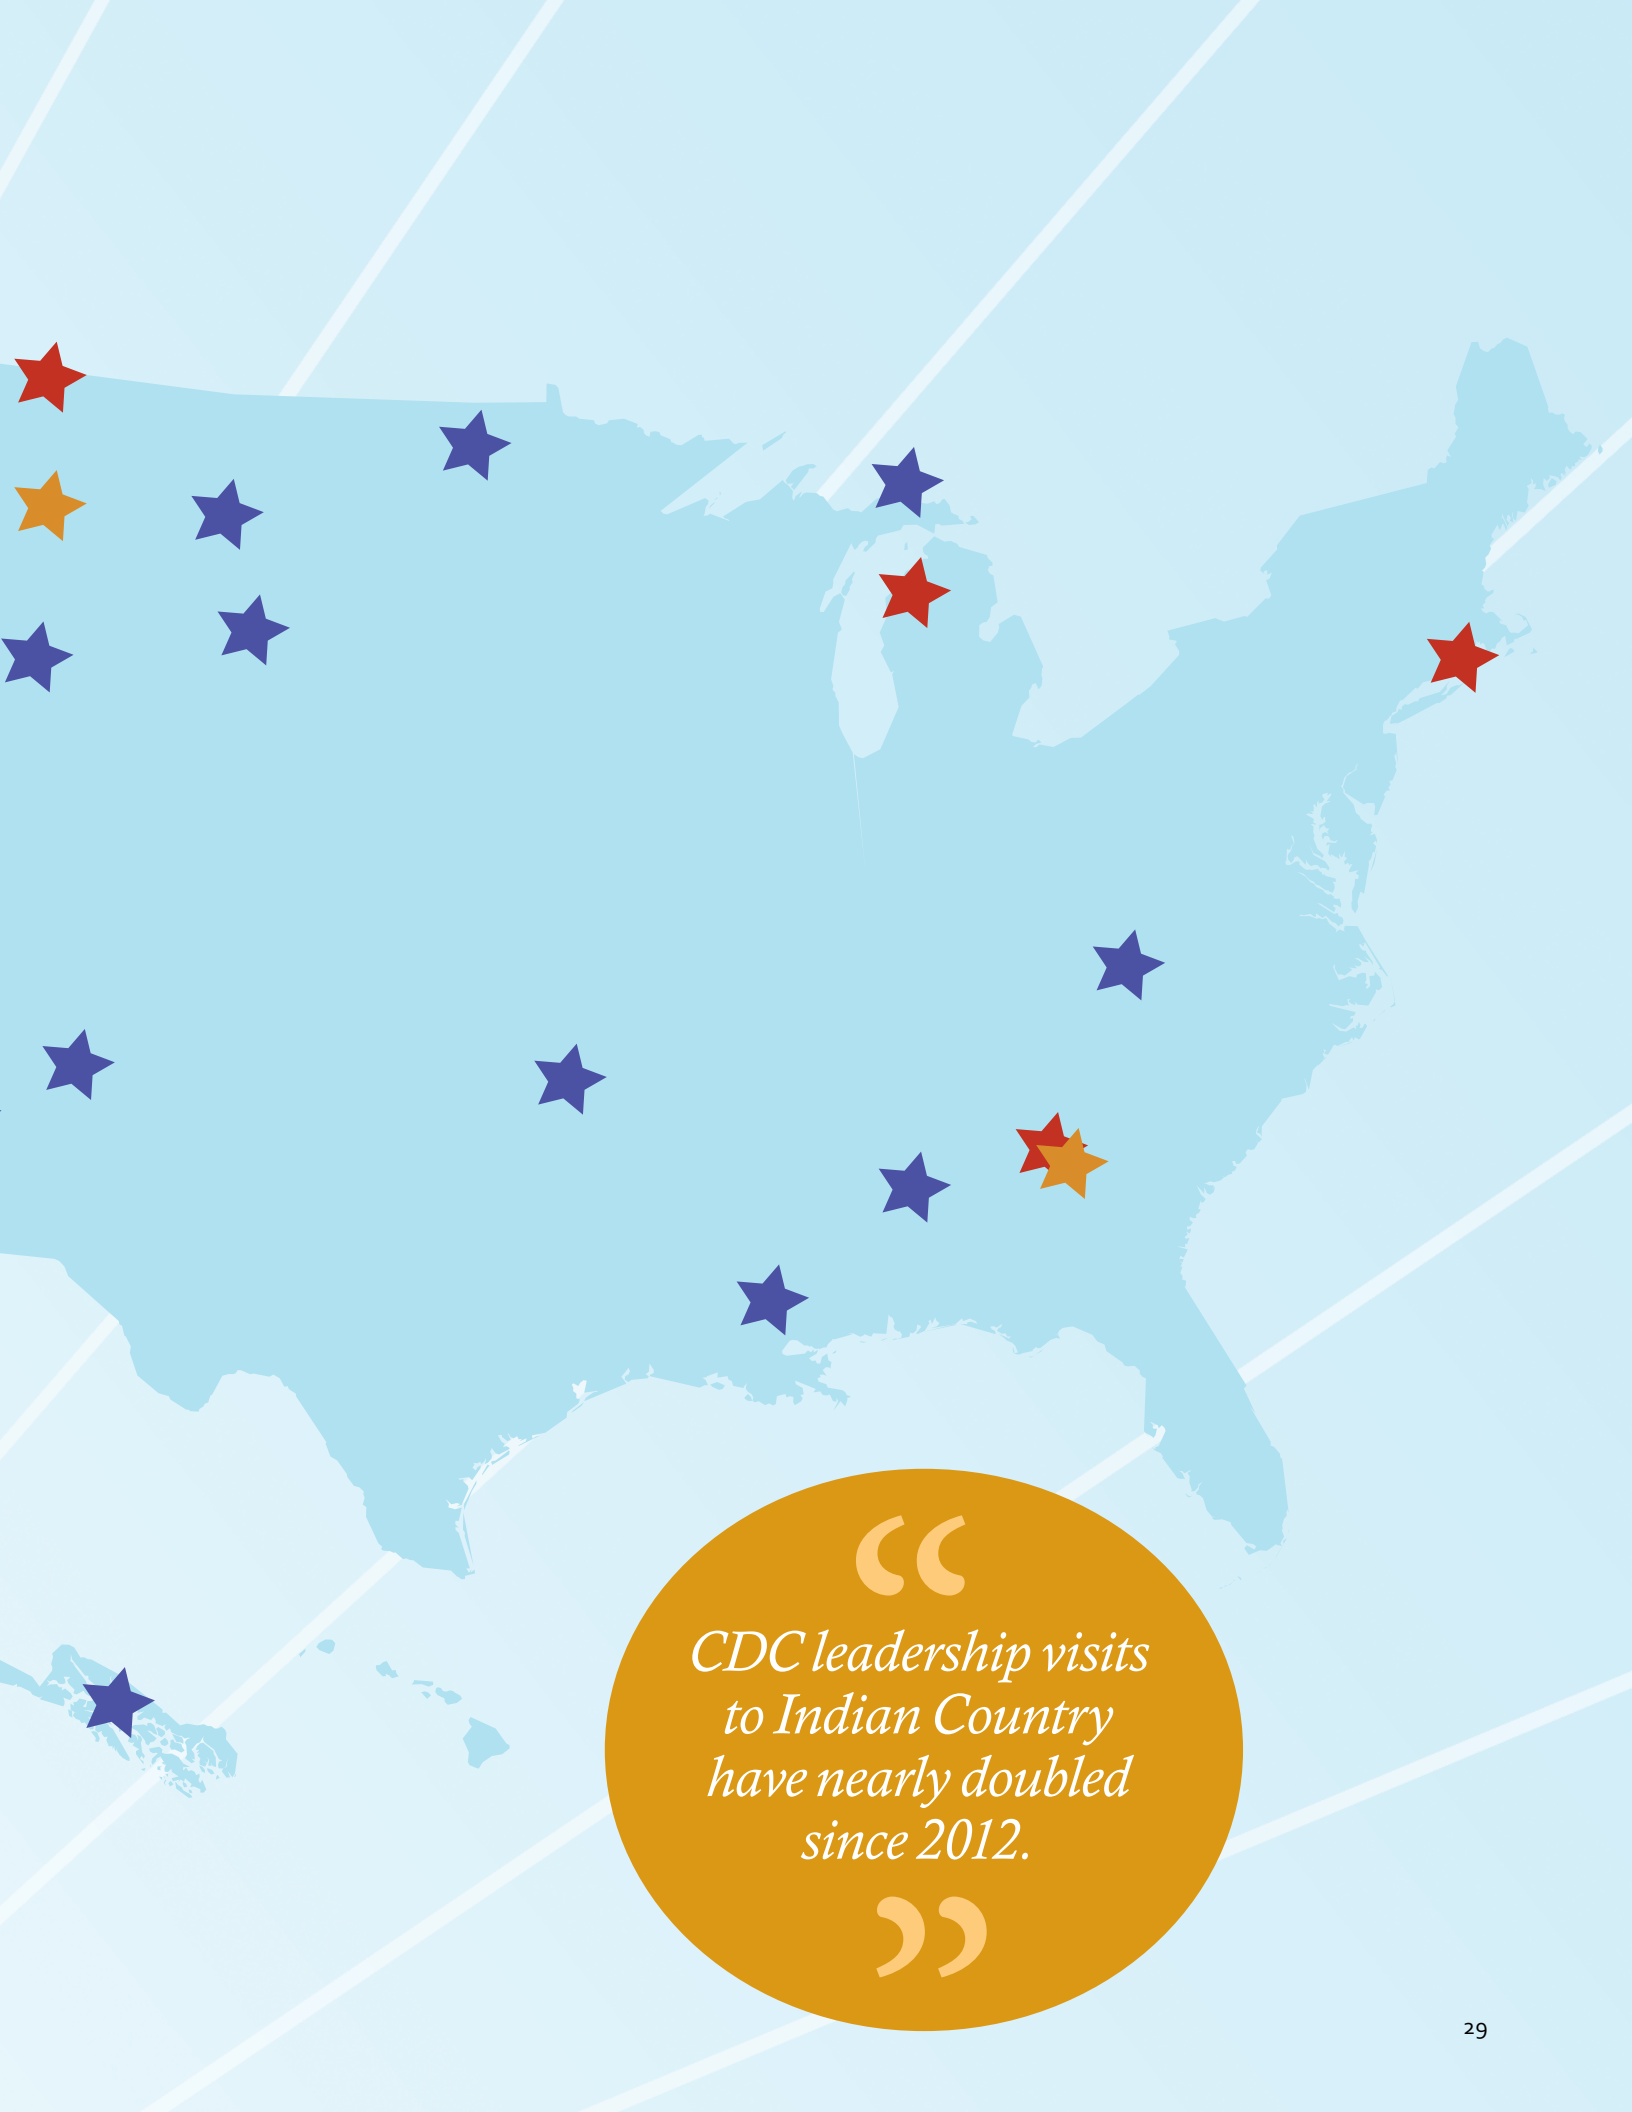 “
CDC leadership visits
to Indian Country
have nearly doubled
since 2012.
”
29